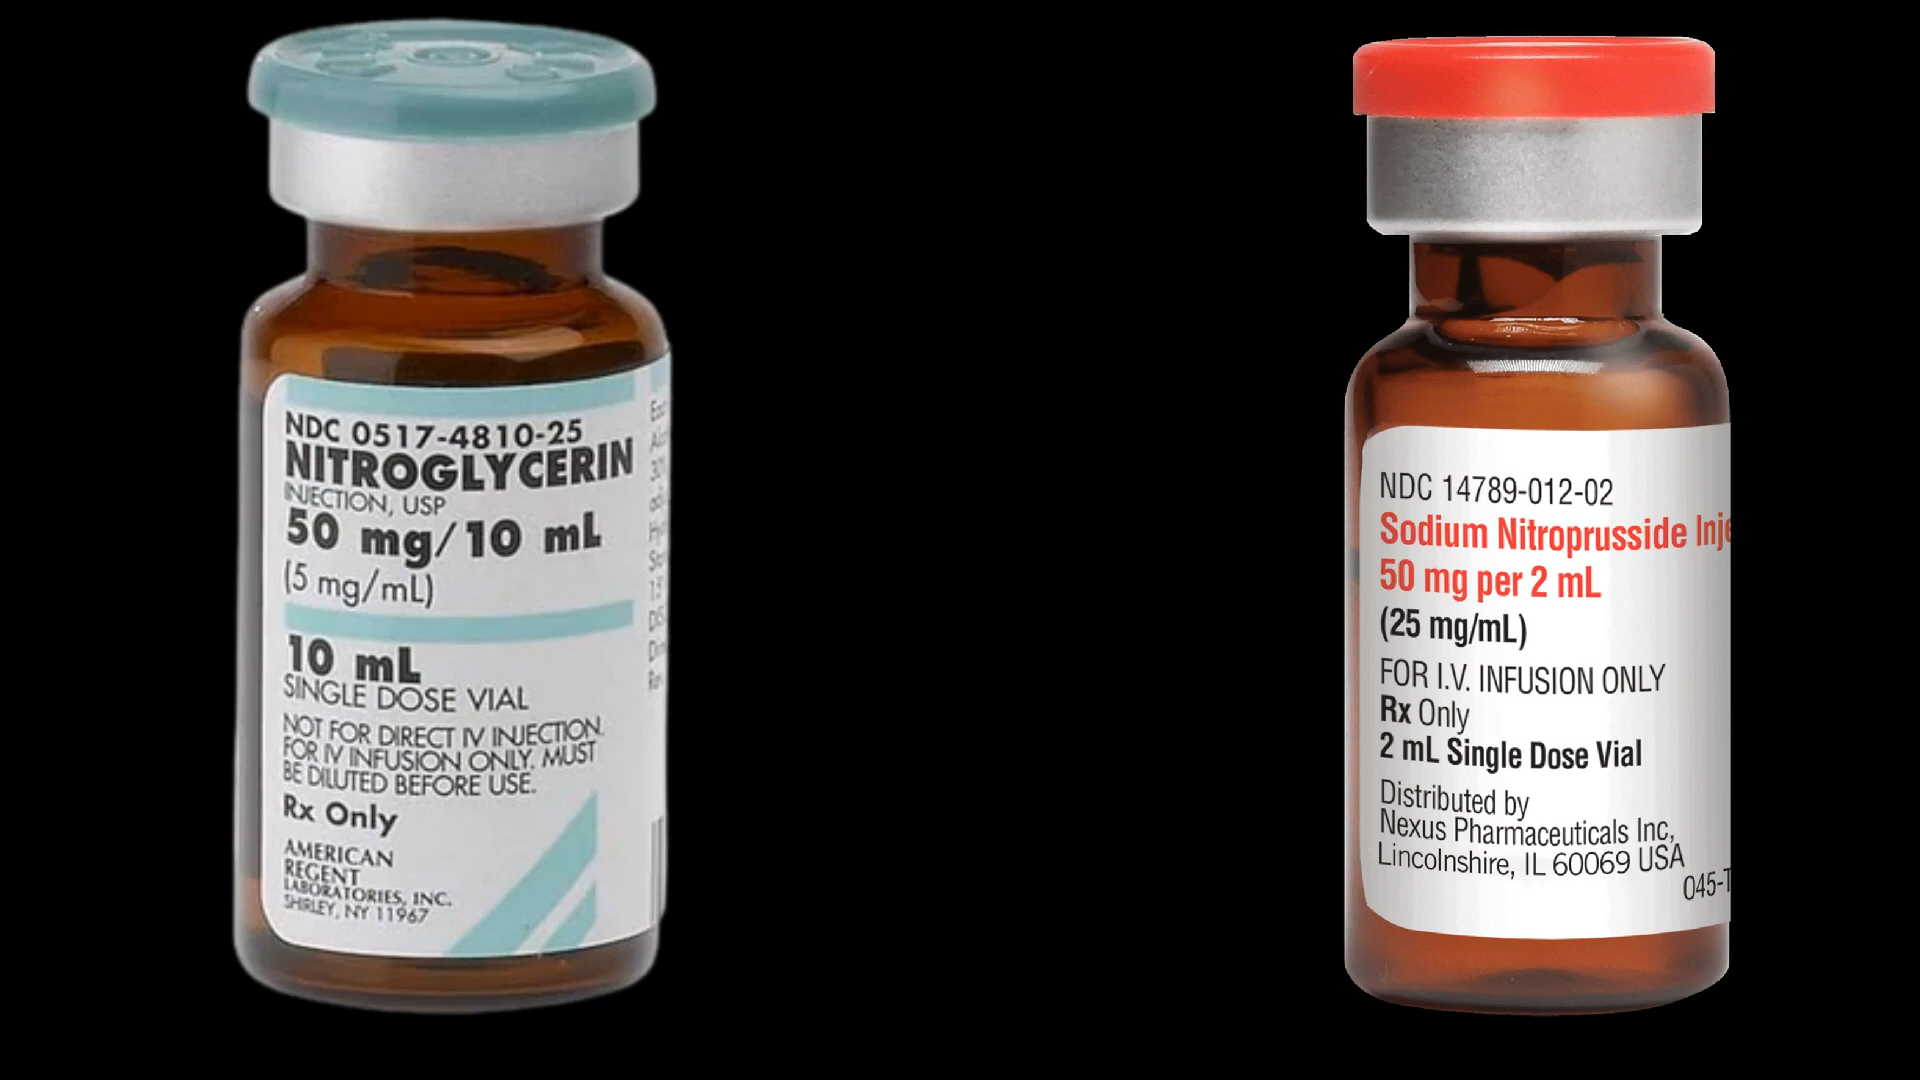 NDC 0517-4810-25
NITROGLYCERIN
INJECTION, USP
50 mg/10 mL
(5 mg/mL)
10 mL
SINGLE DOSE VIAL
NOT FOR DIRECT IV INJECTION.
FOR IV INFUSION ONLY. MUST
BE DILUTED BEFORE USE.
Rx Only
AMERICAN
REGENT
LABORATORIES, INC.
SHIRLEY, NY 11967
NDC 14789-012-02
Sodium Nitroprusside Inje
50 mg per 2 mL
(25 mg/mL)
FOR I.V. INFUSION ONLY
Rx Only
2 mL Single Dose Vial
Distributed by
Nexus Pharmaceuticals Inc,
Lincolnshire, IL 60069 USA
045-T